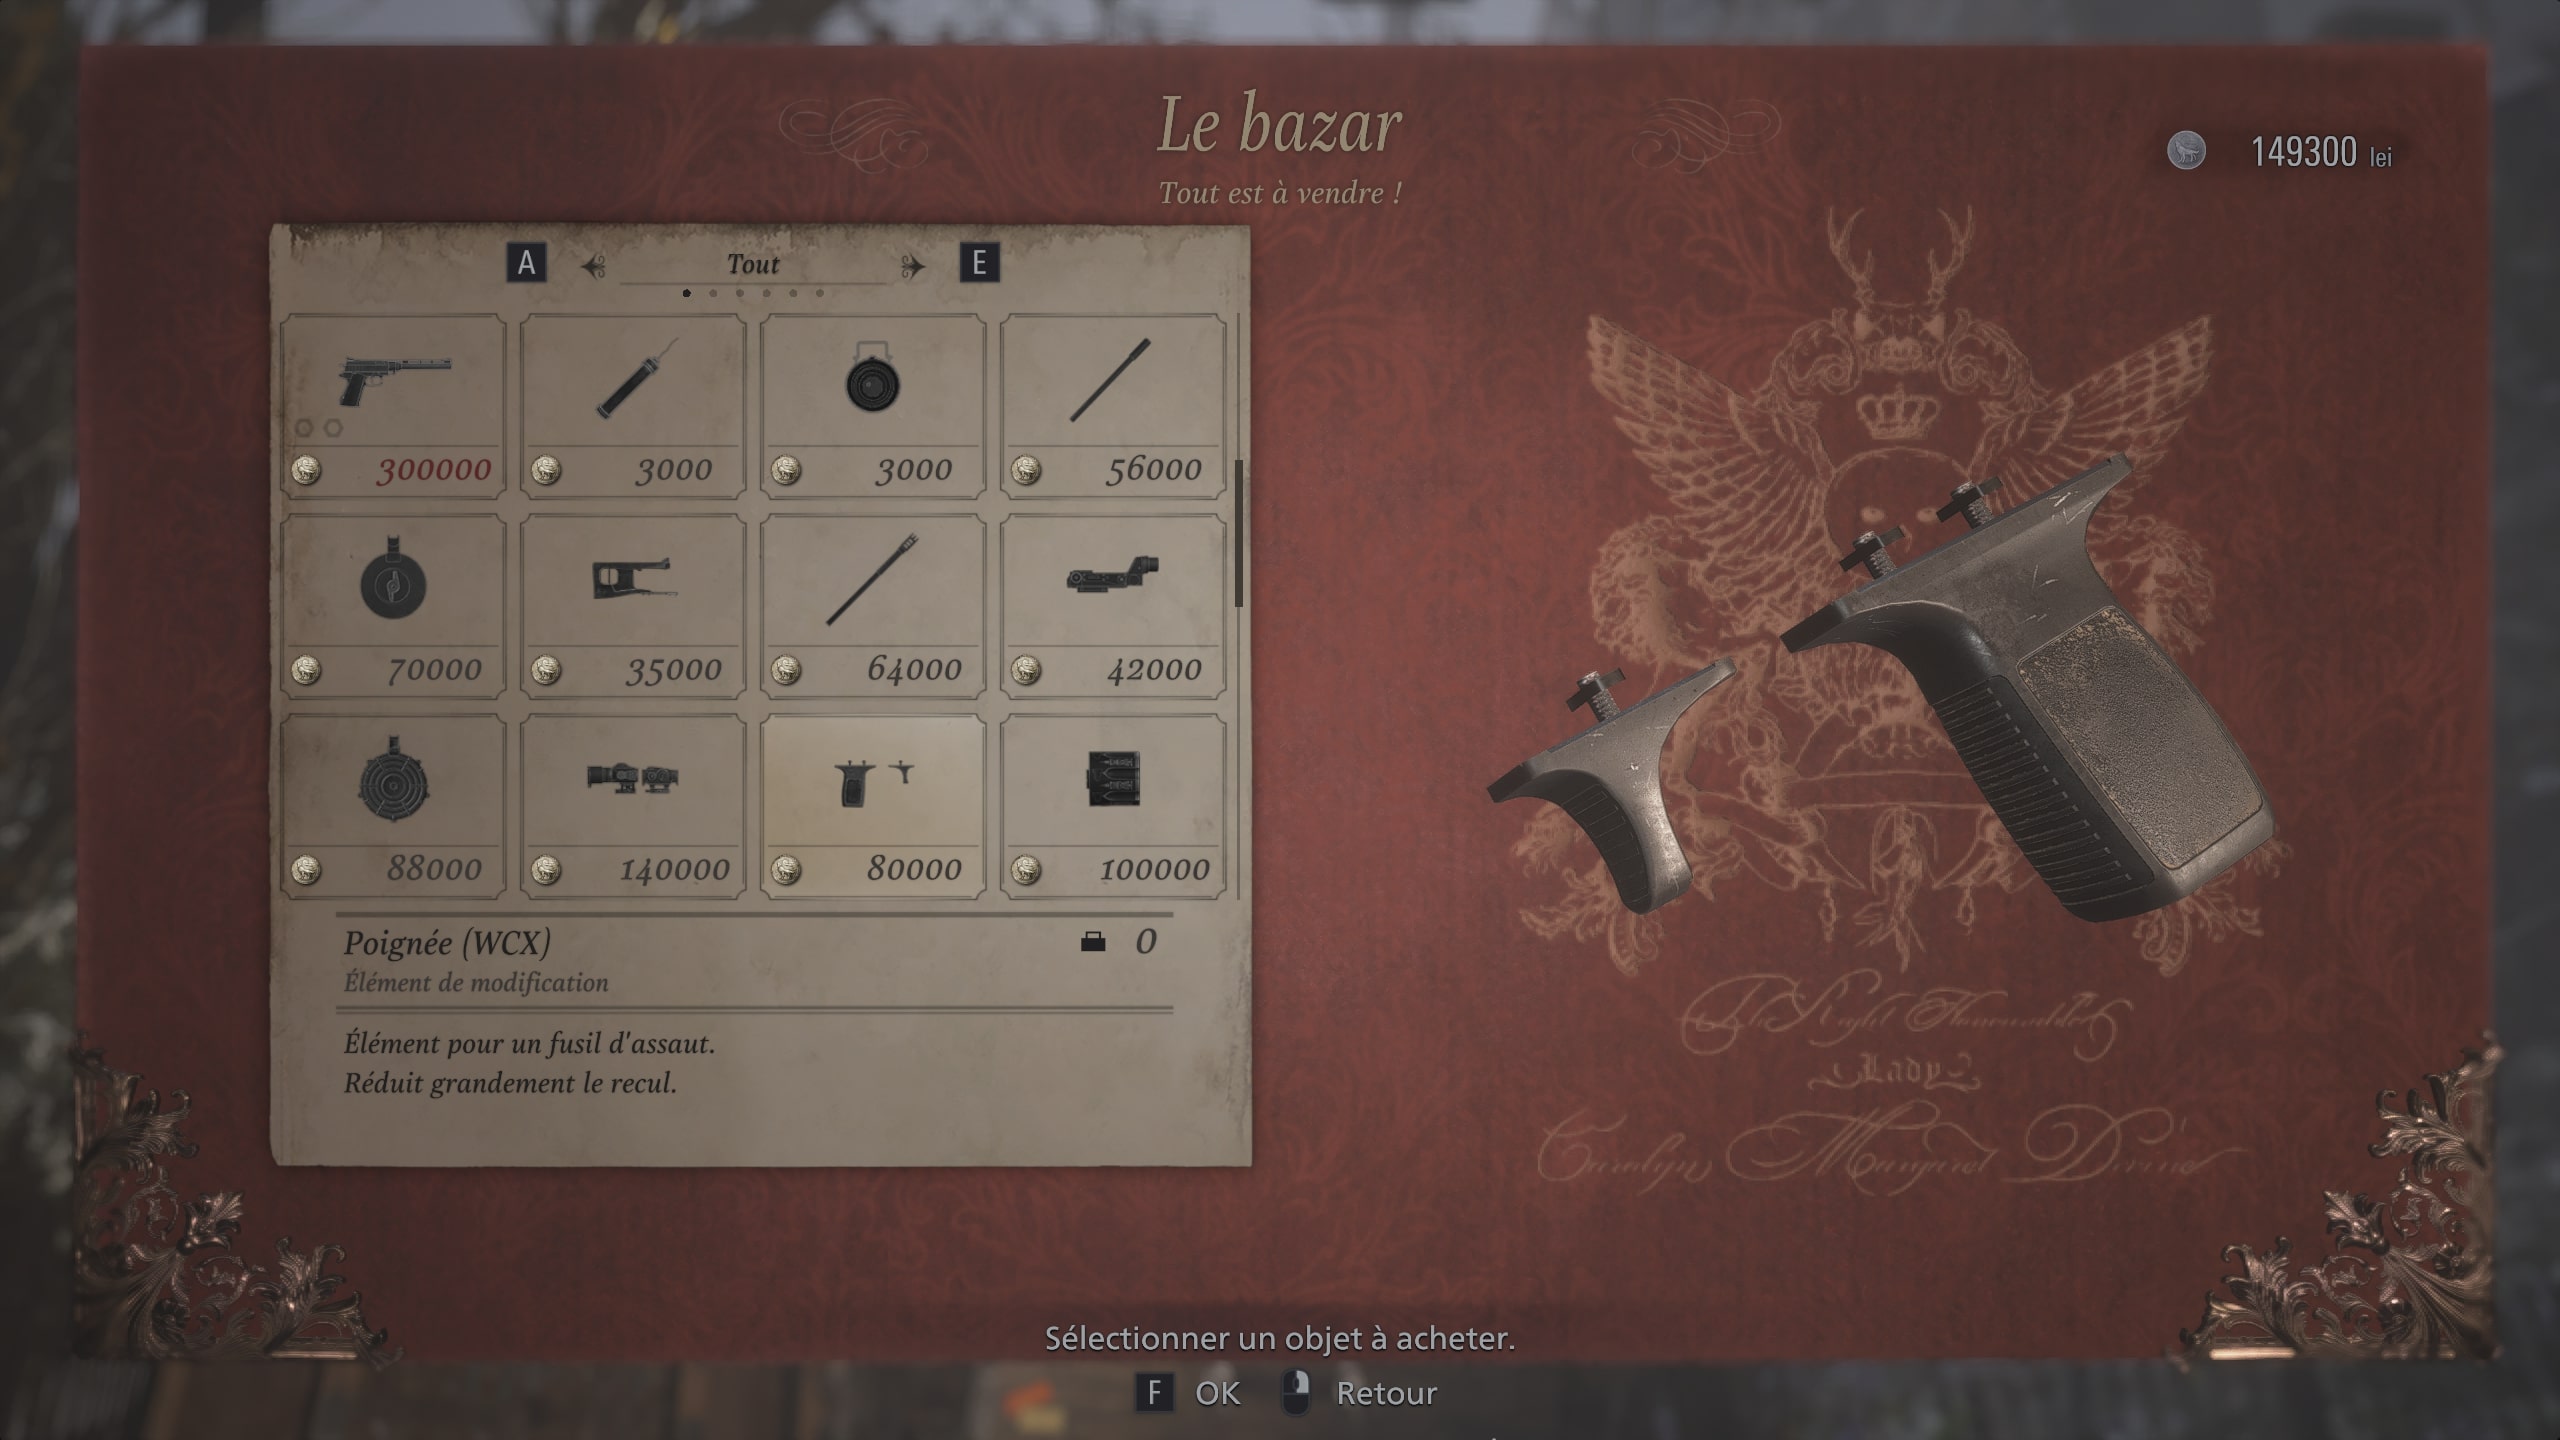 Le bazar
Tout est à vendre !
149300 lei
A Tout E
300000 3000 3000 56000
70000 35000 64000 42000
88000 140000 80000 100000
Poignée (WCX) 0
Élément de modification
Élément pour un fusil d'assaut.
Réduit grandement le recul.
Lady
Sélectionner un objet à acheter.
F OK Retour